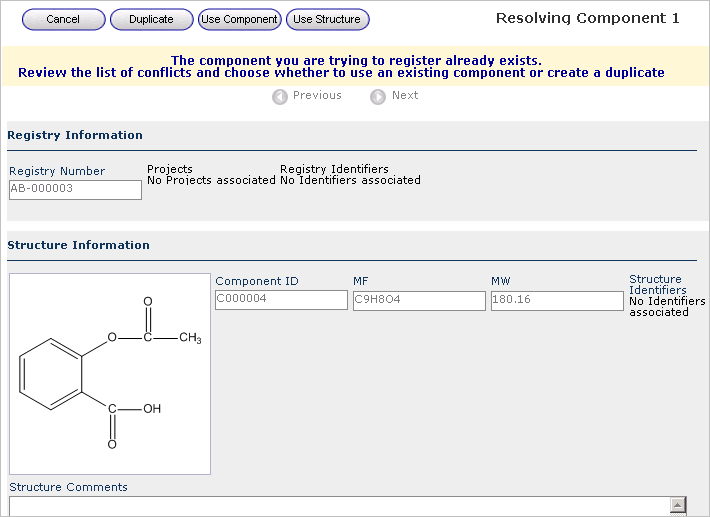 Cancel Duplicate Use Component Use Structure Resolving Component 1
The component you are trying to register already exists.
Review the list of conflicts and choose whether to use an existing component or create a duplicate
Previous Next
Registry Information
Registry Number Projects Registry Identifiers
AB-000003 No Projects associated No Identifiers associated
Structure Information
Component ID MF MW Structure Identifiers
C000004 C9H8O4 180.16 No Identifiers associated
O
O C CH3
C OH
O
Structure Comments